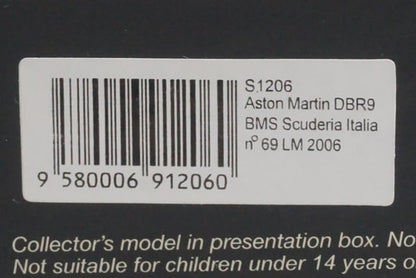 S1206
Aston Martin DBR9
BMS Scuderia Italia
nº 69 LM 2006
9 580006 912060
Collector's model in presentation box. No
Not suitable for children under 14 years o